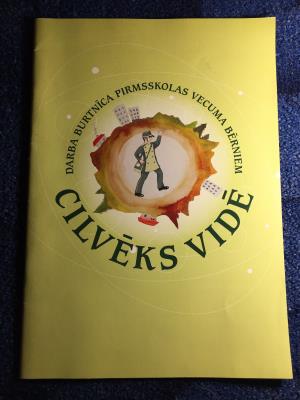 DARBA BURTNĪCA PIRMSSKOLAS VECUMA BĒRNIEM
CILVĒKS VIDĒ